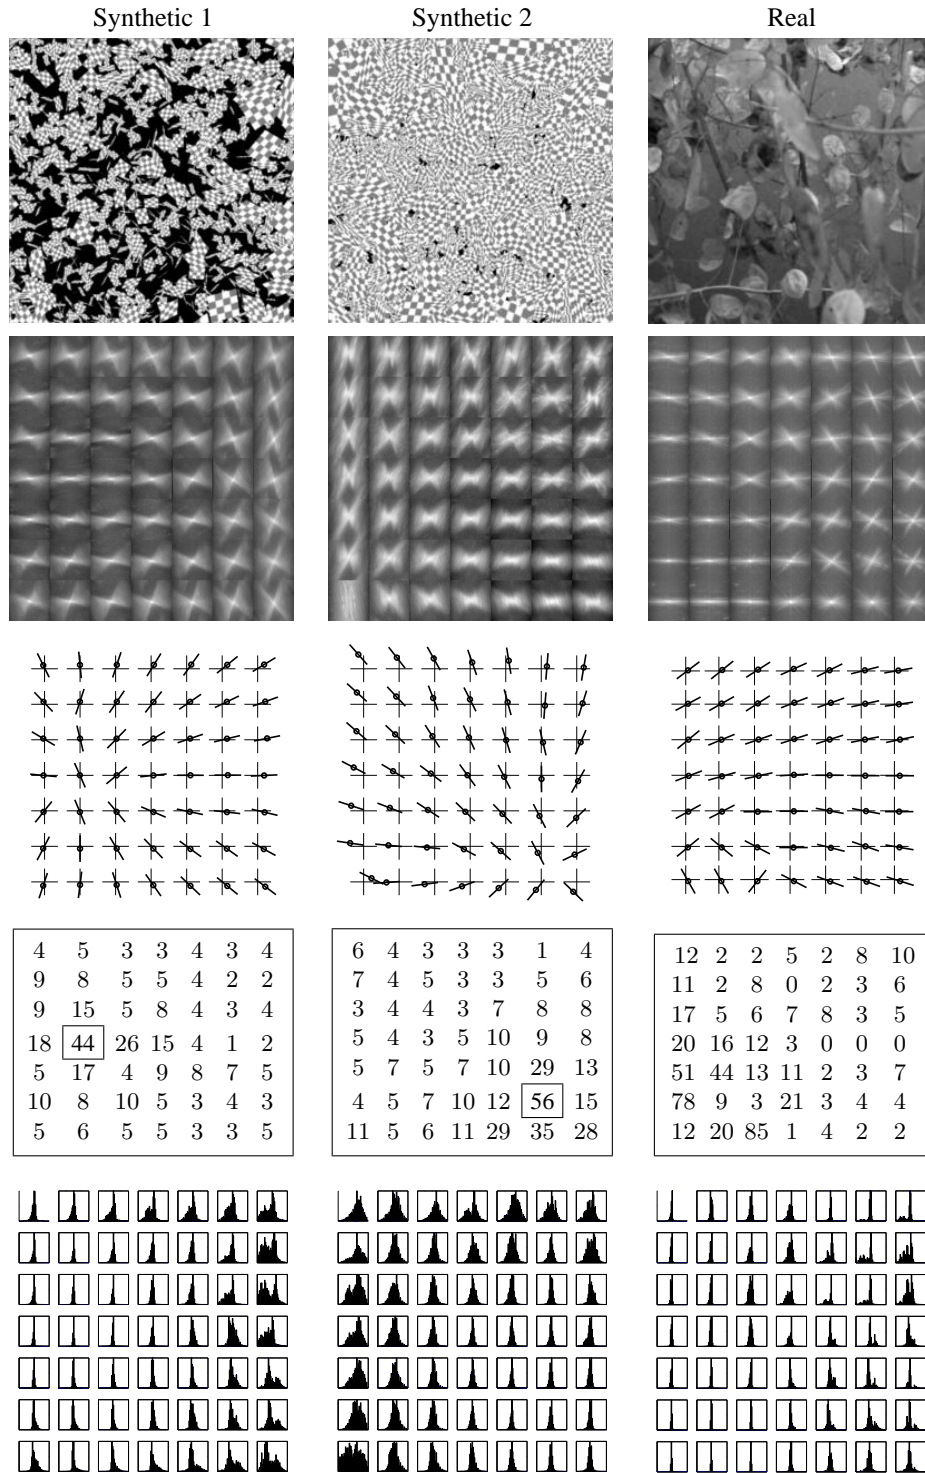 Synthetic 1 Synthetic 2 Real
4 5 3 3 4 3 4
9 8 5 5 4 2 2
9 15 5 8 4 3 4
18 44 26 15 4 1 2
5 17 4 9 8 7 5
10 8 10 5 3 4 3
5 6 5 5 3 3 5
6 4 3 3 3 1 4
7 4 5 3 3 5 6
3 4 4 3 7 8 8
5 4 3 5 10 9 8
5 7 5 7 10 29 13
4 5 7 10 12 56 15
11 5 6 11 29 35 28
12 2 2 5 2 8 10
11 2 8 0 2 3 6
17 5 6 7 8 3 5
20 16 12 3 0 0 0
51 44 13 11 2 3 7
78 9 3 21 3 4 4
12 20 85 1 4 2 2